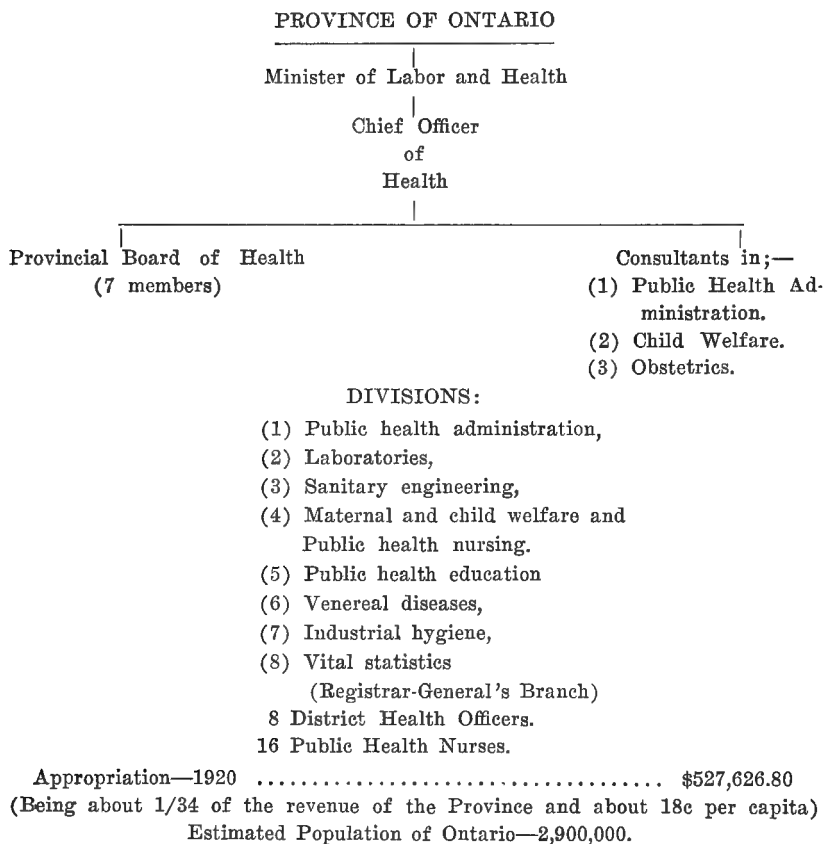 PROVINCE OF ONTARIO
Minister of Labor and Health
Chief Officer
of
Health
Provincial Board of Health
(7 members)
Consultants in;—
(1) Public Health Ad-
ministration.
(2) Child Welfare.
(3) Obstetrics.
DIVISIONS:
(1) Public health administration,
(2) Laboratories,
(3) Sanitary engineering,
(4) Maternal and child welfare and
Public health nursing.
(5) Public health education
(6) Venereal diseases,
(7) Industrial hygiene,
(8) Vital statistics
(Registrar-General's Branch)
8 District Health Officers.
16 Public Health Nurses.
Appropriation—1920 ..................................... $527,626.80
(Being about 1/34 of the revenue of the Province and about 18c per capita)
Estimated Population of Ontario—2,900,000.